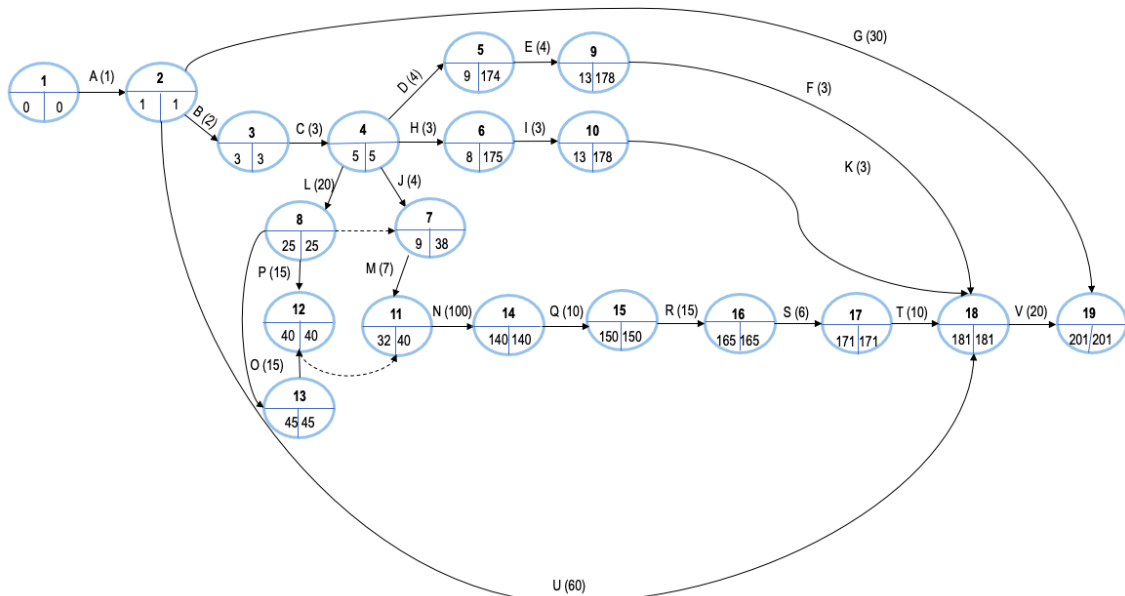 G (30)
5
E (4)
9
1
A (1)
2
9 174
13 178
D (4)
0 0
1 1
F (3)
B (2)
3
C (3)
4
H (3)
6
I (3)
10
3 3
5 5
8 175
13 178
K (3)
L (20)
J (4)
8
7
25 25
9 38
P (15)
M (7)
12
11
N (100)
14
Q (10)
15
R (15)
16
S (6)
17
T (10)
18
V (20)
19
40 40
32 40
140 140
150 150
165 165
171 171
181 181
201 201
O (15)
13
45 45
U (60)